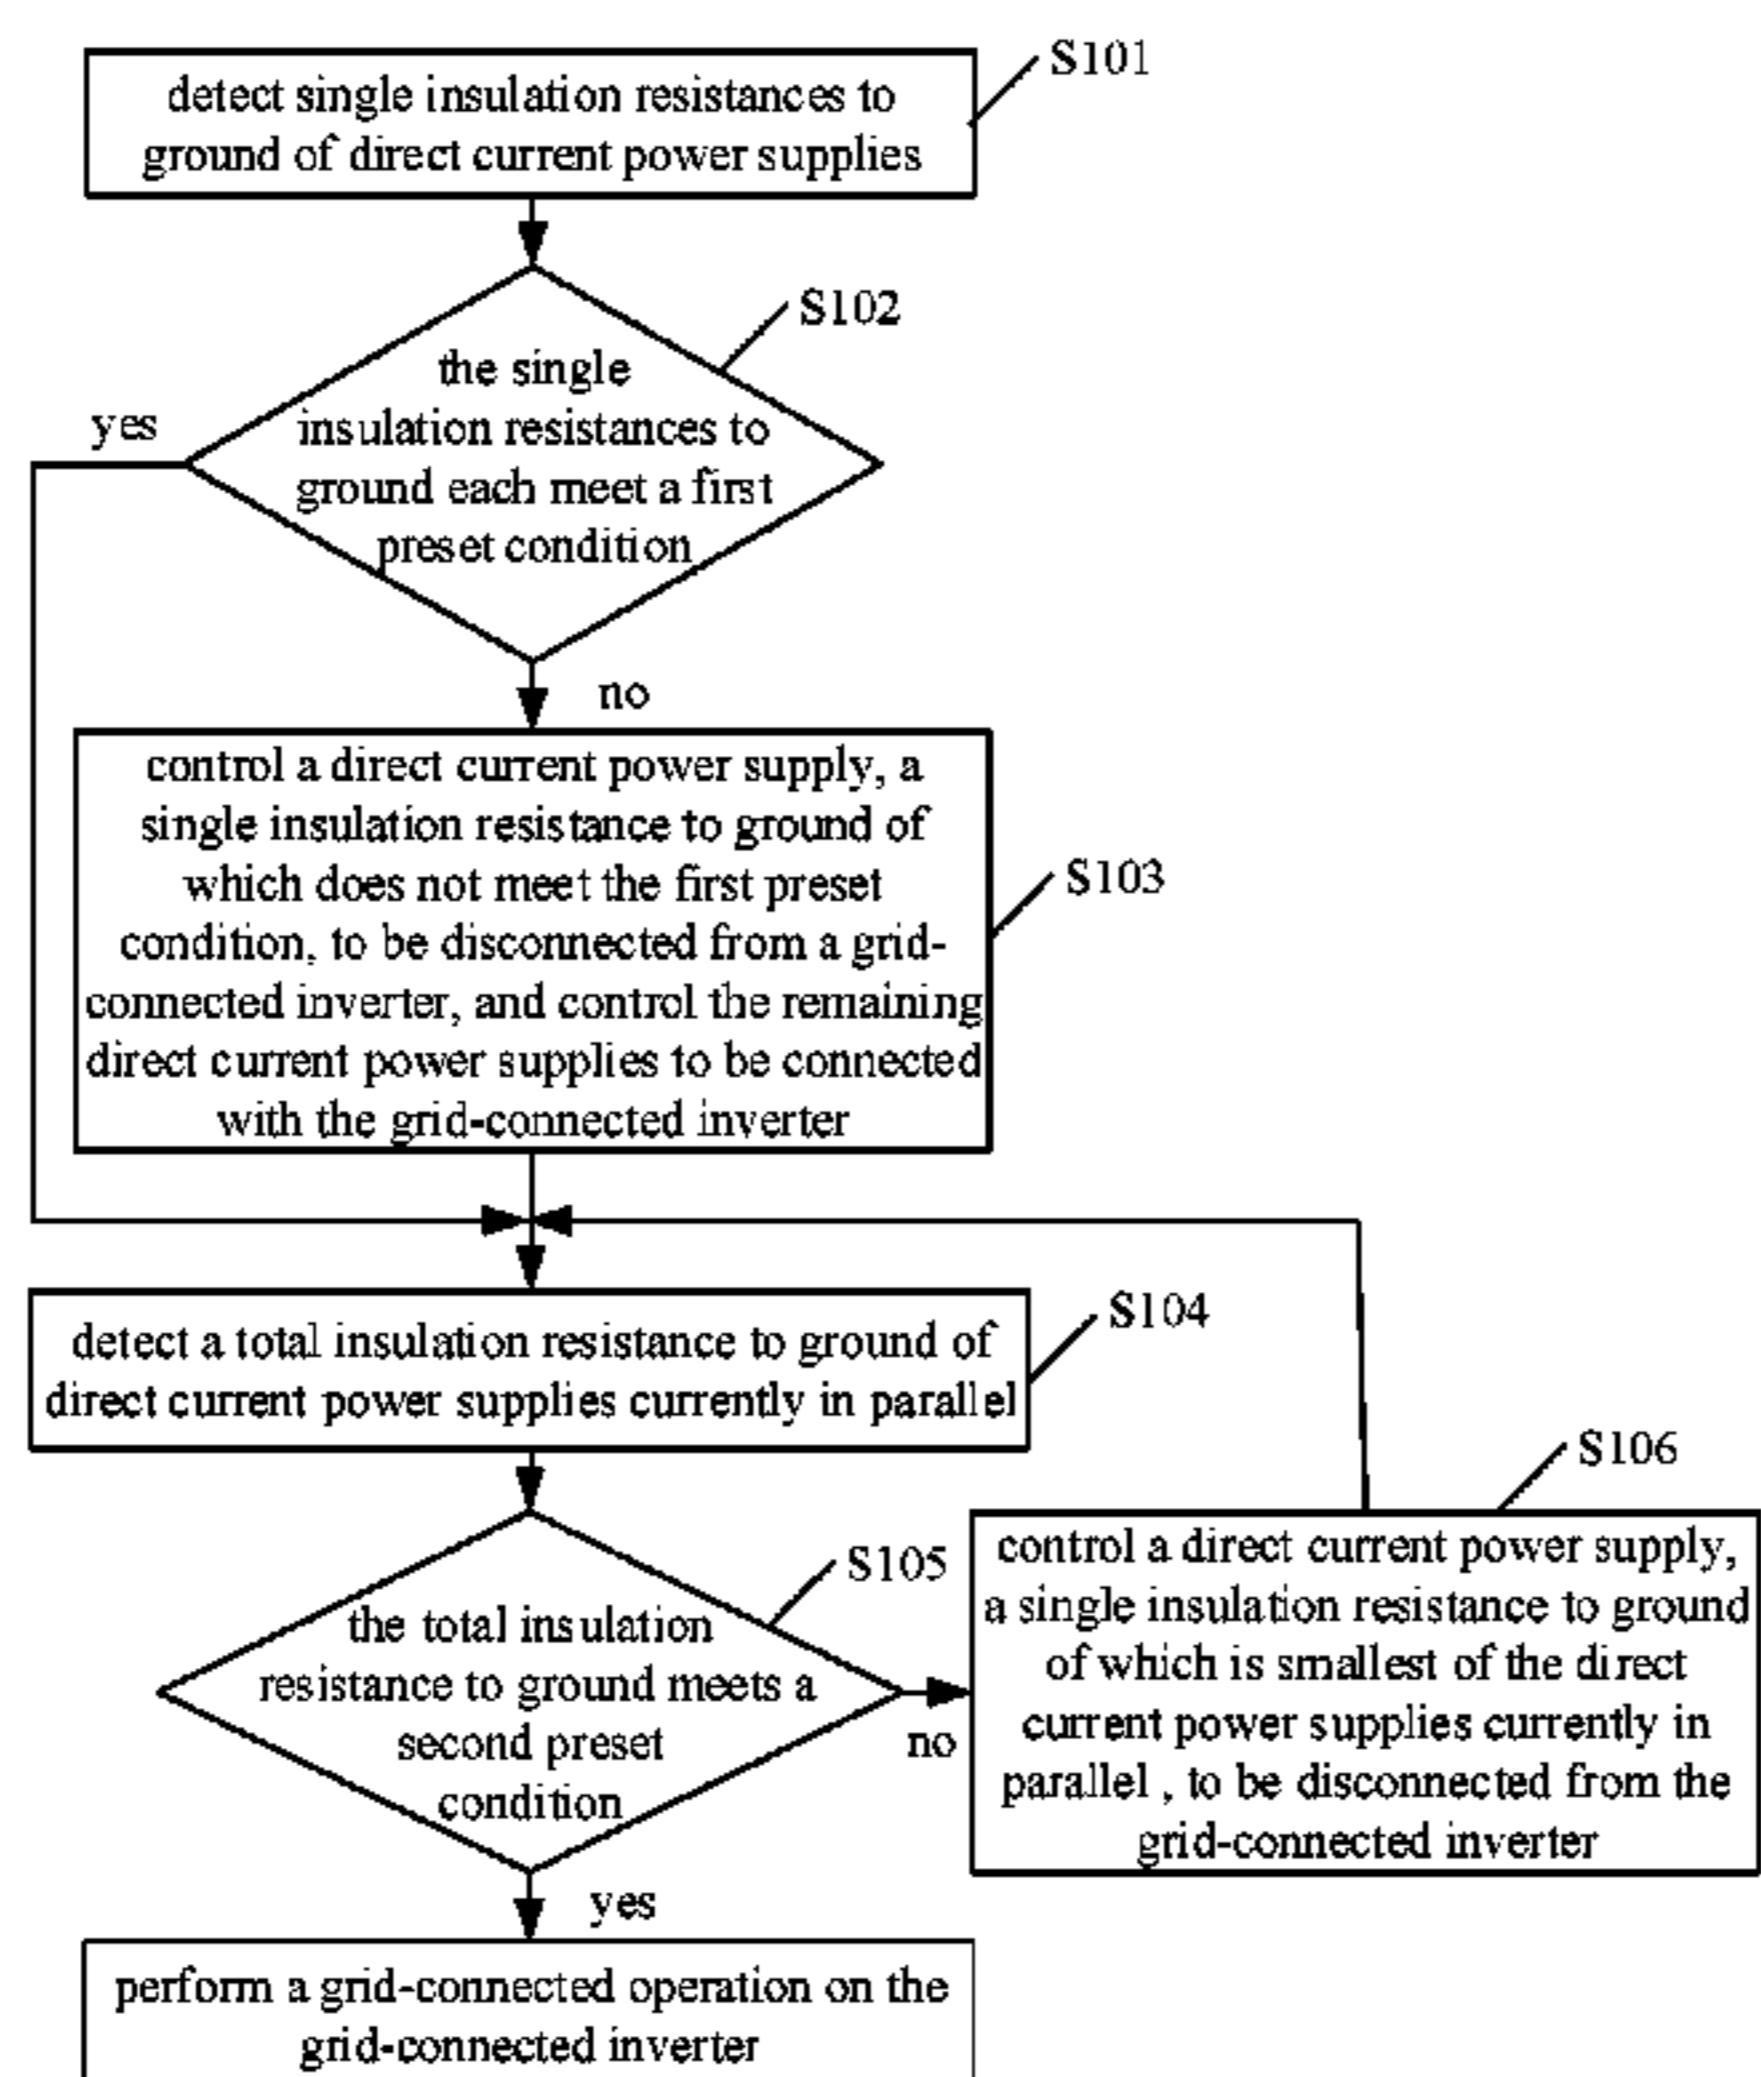 S101
detect single insulation resistances to
ground of direct current power supplies
S102
the single
insulation resistances to
ground each meet a first
preset condition
yes
no
control a direct current power supply, a
single insulation resistance to ground of
which does not meet the first preset
condition, to be disconnected from a grid-
connected inverter, and control the remaining
direct current power supplies to be connected
with the grid-connected inverter
S103
detect a total insulation resistance to ground of
direct current power supplies currently in parallel
S104
S105
the total insulation
resistance to ground meets a
second preset
condition
no
S106
control a direct current power supply,
a single insulation resistance to ground
of which is smallest of the direct
current power supplies currently in
parallel , to be disconnected from the
grid-connected inverter
yes
perform a grid-connected operation on the
grid-connected inverter